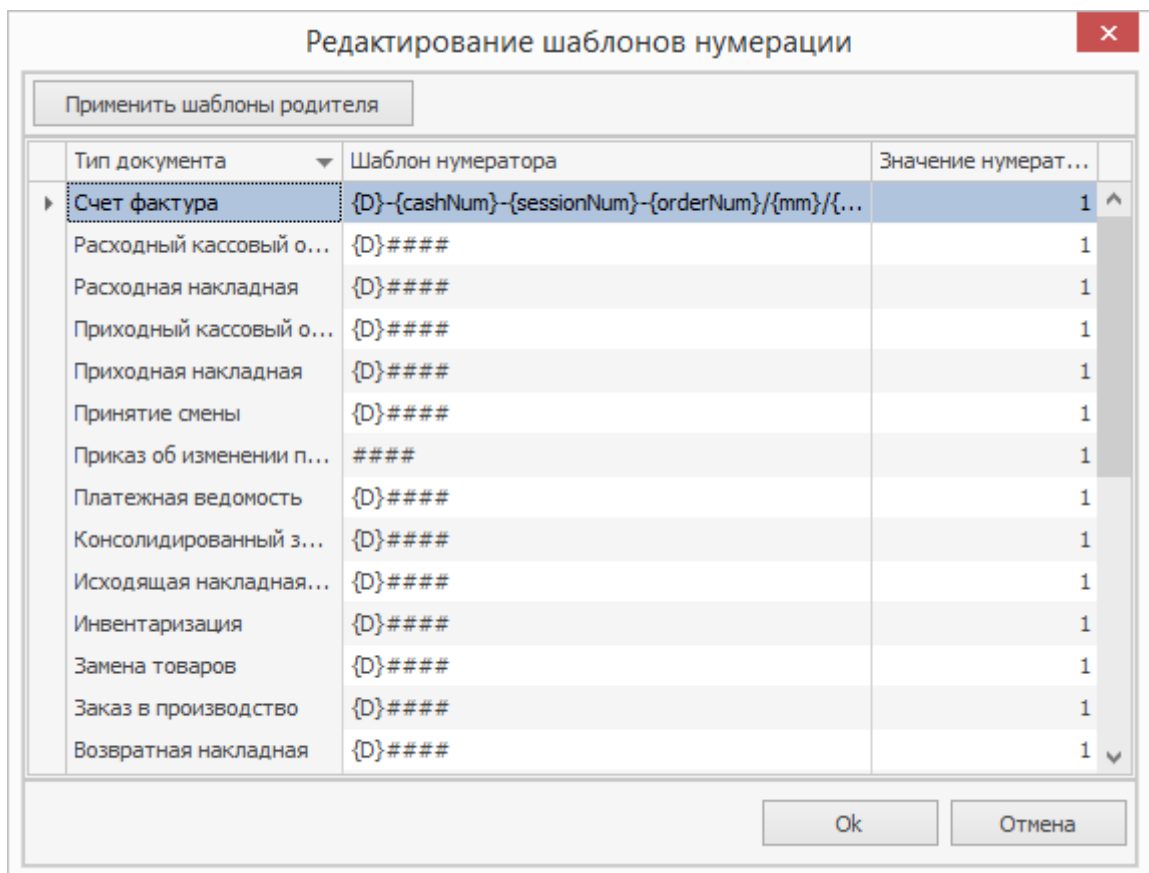 Редактирование шаблонов нумерации
Применить шаблоны родителя
Тип документа Шаблон нумератора Значение нумерат...
Счет фактура {D}-{cashNum}-{sessionNum}-{orderNum}/{mm}/{... 1
Расходный кассовый о... {D}#### 1
Расходная накладная {D}#### 1
Приходный кассовый о... {D}#### 1
Приходная накладная {D}#### 1
Принятие смены {D}#### 1
Приказ об изменении п... #### 1
Платежная ведомость {D}#### 1
Консолидированный з... {D}#### 1
Исходящая накладная... {D}#### 1
Инвентаризация {D}#### 1
Замена товаров {D}#### 1
Заказ в производство {D}#### 1
Возвратная накладная {D}#### 1
Ok Отмена